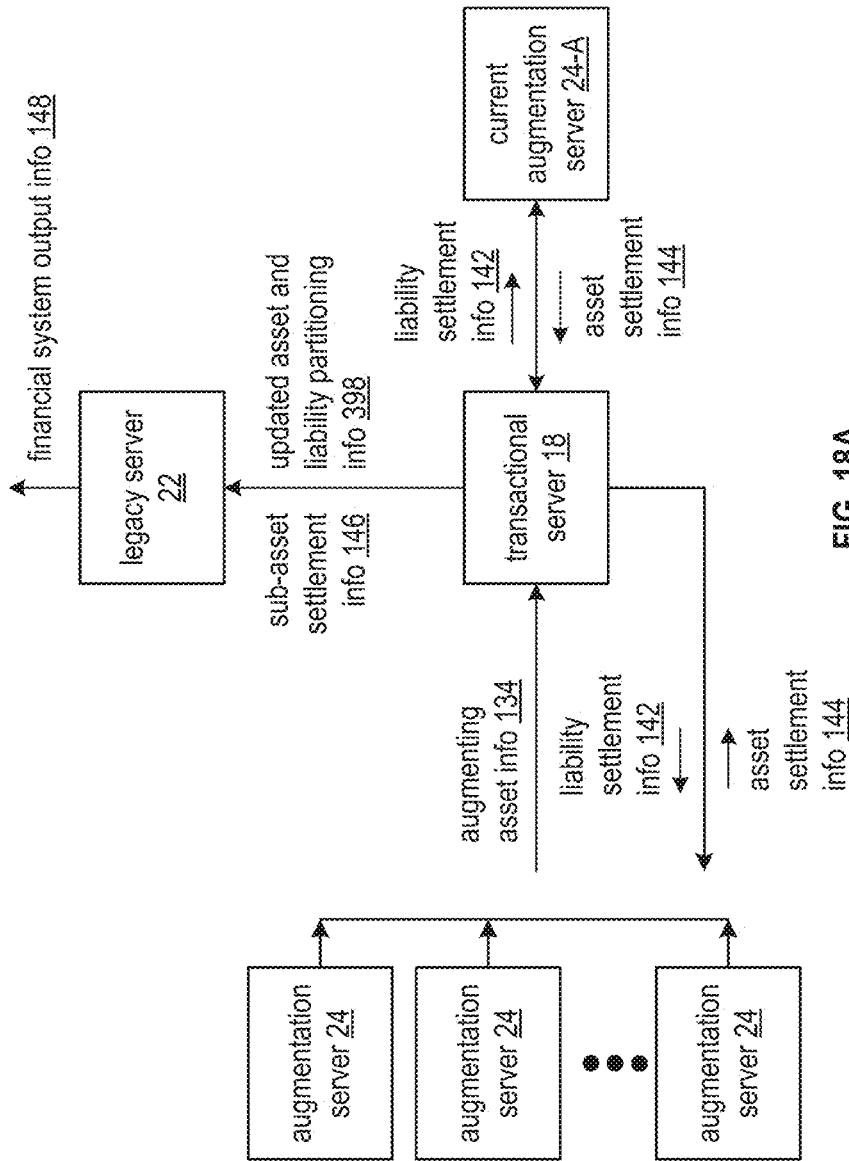 financial system output info 148
legacy server
22
sub-asset
settlement
info 146
updated asset and
liability partitioning
info 398
augmenting
asset info 134
transactional
server 18
liability
settlement
info 142
asset
settlement
info 144
current
augmentation
server 24-A
liability
settlement
info 142
asset
settlement
info 144
augmentation
server 24
augmentation
server 24
augmentation
server 24
FIG. 18A